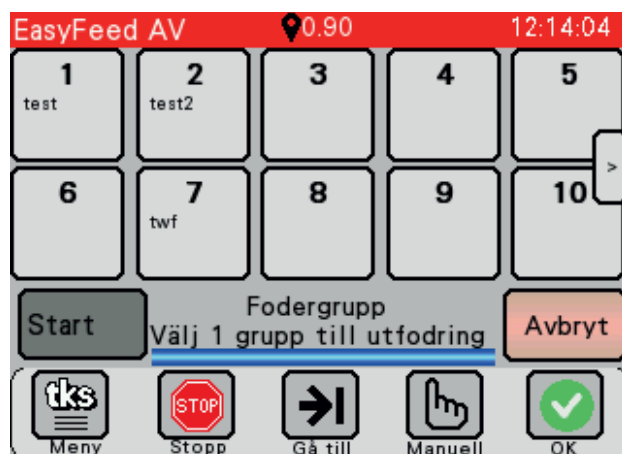 EasyFeed AV 0.90 12:14:04
1 2 3 4 5
test test2
>
6 7 8 9 10
twf
Fodergrupp
Start Välj 1 grupp till utfodring Avbryt
tks STOP
Meny Stopp Gå till Manuell OK